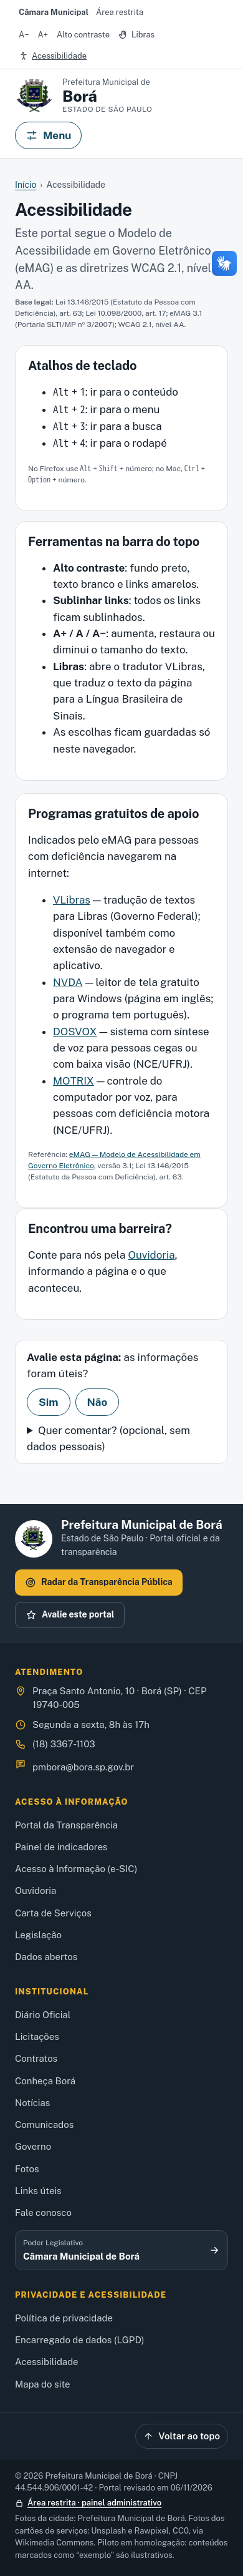 Câmara Municipal Área restrita
A− A+ Alto contraste Libras
Acessibilidade
Prefeitura Municipal de
Borá
ESTADO DE SÃO PAULO
Menu
Início › Acessibilidade
Acessibilidade
Este portal segue o Modelo de
Acessibilidade em Governo Eletrônico
(eMAG) e as diretrizes WCAG 2.1, nível
AA.
Base legal: Lei 13.146/2015 (Estatuto da Pessoa com
Deficiência), art. 63; Lei 10.098/2000, art. 17; eMAG 3.1
(Portaria SLTI/MP nº 3/2007); WCAG 2.1, nível AA.
Atalhos de teclado
Alt + 1: ir para o conteúdo
Alt + 2: ir para o menu
Alt + 3: ir para a busca
Alt + 4: ir para o rodapé
No Firefox use Alt + Shift + número; no Mac, Ctrl +
Option + número.
Ferramentas na barra do topo
Alto contraste: fundo preto,
texto branco e links amarelos.
Sublinhar links: todos os links
ficam sublinhados.
A+ / A / A−: aumenta, restaura ou
diminui o tamanho do texto.
Libras: abre o tradutor VLibras,
que traduz o texto da página
para a Língua Brasileira de
Sinais.
As escolhas ficam guardadas só
neste navegador.
Programas gratuitos de apoio
Indicados pelo eMAG para pessoas
com deficiência navegarem na
internet:
VLibras — tradução de textos
para Libras (Governo Federal);
disponível também como
extensão de navegador e
aplicativo.
NVDA — leitor de tela gratuito
para Windows (página em inglês;
o programa tem português).
DOSVOX — sistema com síntese
de voz para pessoas cegas ou
com baixa visão (NCE/UFRJ).
MOTRIX — controle do
computador por voz, para
pessoas com deficiência motora
(NCE/UFRJ).
Referência: eMAG — Modelo de Acessibilidade em
Governo Eletrônico, versão 3.1; Lei 13.146/2015
(Estatuto da Pessoa com Deficiência), art. 63.
Encontrou uma barreira?
Conte para nós pela Ouvidoria,
informando a página e o que
aconteceu.
Avalie esta página: as informações
foram úteis?
Sim Não
Quer comentar? (opcional, sem
dados pessoais)
Prefeitura Municipal de Borá
Estado de São Paulo · Portal oficial e da
transparência
Radar da Transparência Pública
Avalie este portal
ATENDIMENTO
Praça Santo Antonio, 10 · Borá (SP) · CEP
19740-005
Segunda a sexta, 8h às 17h
(18) 3367-1103
pmbora@bora.sp.gov.br
ACESSO À INFORMAÇÃO
Portal da Transparência
Painel de indicadores
Acesso à Informação (e-SIC)
Ouvidoria
Carta de Serviços
Legislação
Dados abertos
INSTITUCIONAL
Diário Oficial
Licitações
Contratos
Conheça Borá
Notícias
Comunicados
Governo
Fotos
Links úteis
Fale conosco
Poder Legislativo
Câmara Municipal de Borá
PRIVACIDADE E ACESSIBILIDADE
Política de privacidade
Encarregado de dados (LGPD)
Acessibilidade
Mapa do site
Voltar ao topo
© 2026 Prefeitura Municipal de Borá · CNPJ
44.544.906/0001-42 · Portal revisado em 06/11/2026
Área restrita · painel administrativo
Fotos da cidade: Prefeitura Municipal de Borá. Fotos dos
cartões de serviços: Unsplash e Rawpixel, CC0, via
Wikimedia Commons. Piloto em homologação: conteúdos
marcados como “exemplo” são ilustrativos.